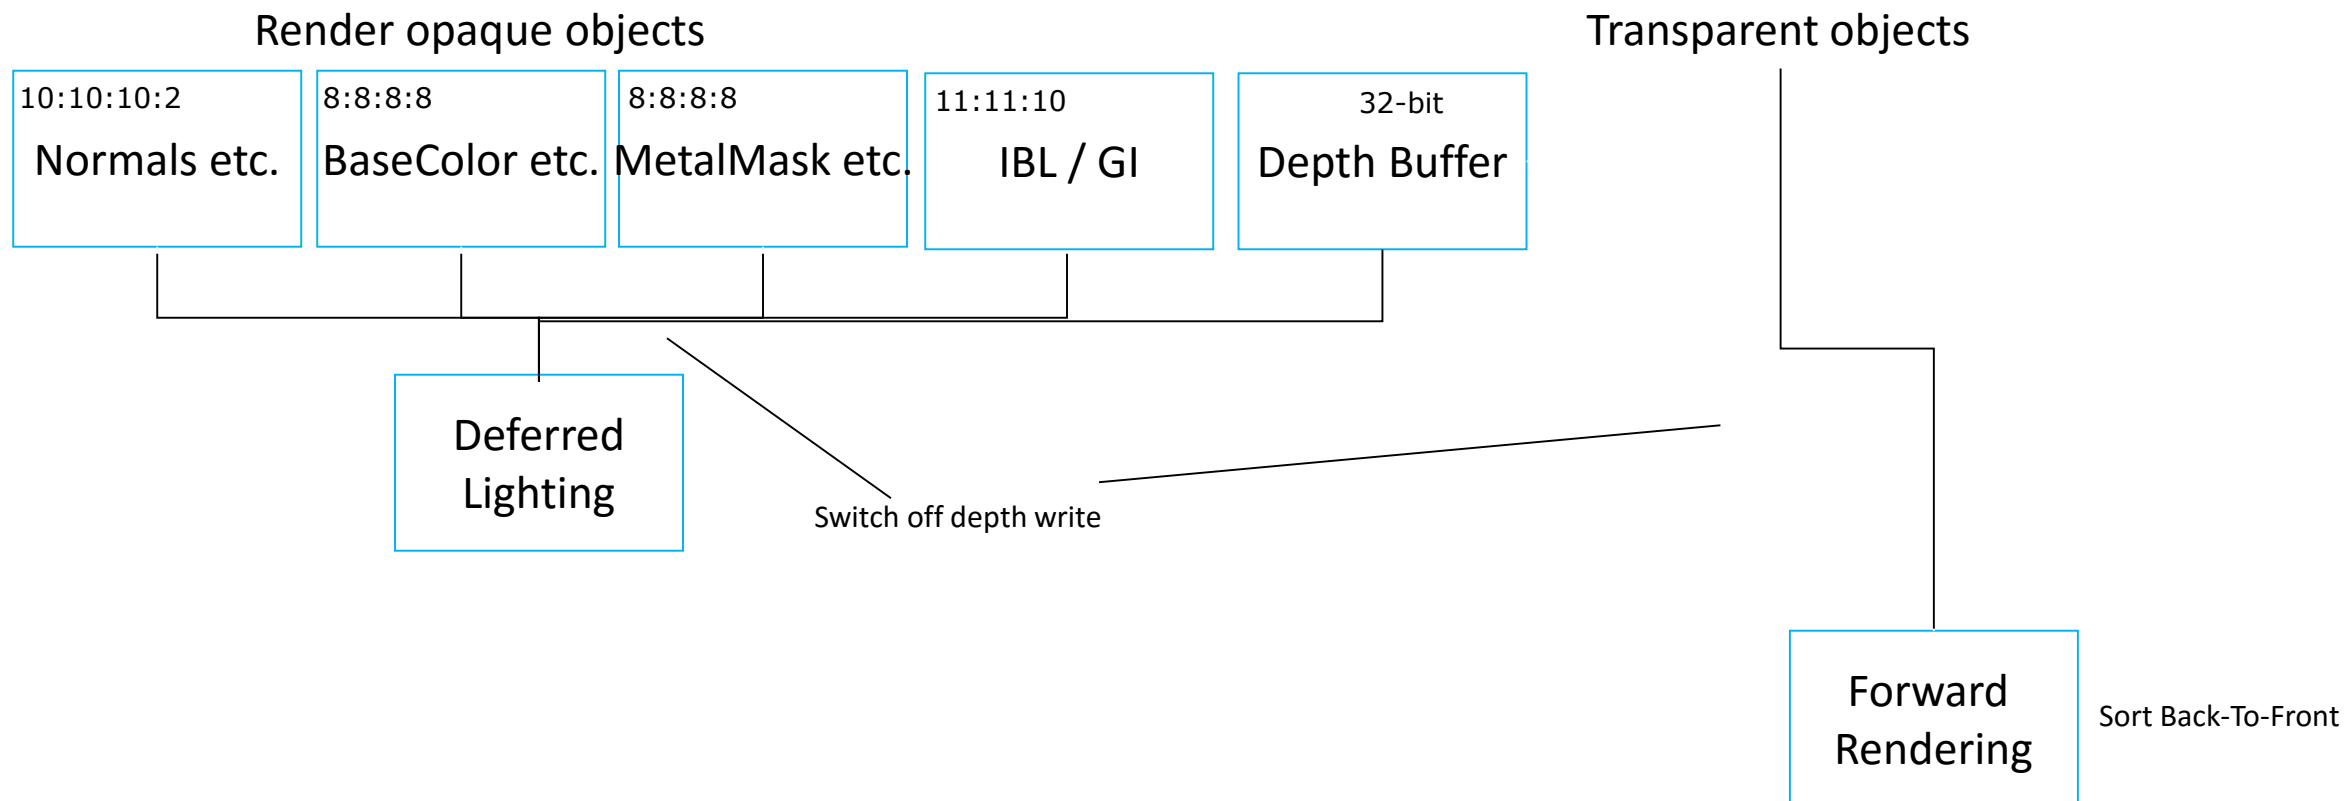 Render opaque objects
Transparent objects
10:10:10:2
Normals etc.
8:8:8:8
BaseColor etc.
8:8:8:8
MetalMask etc.
11:11:10
IBL / GI
32-bit
Depth Buffer
Deferred
Lighting
Switch off depth write
Forward
Rendering
Sort Back-To-Front